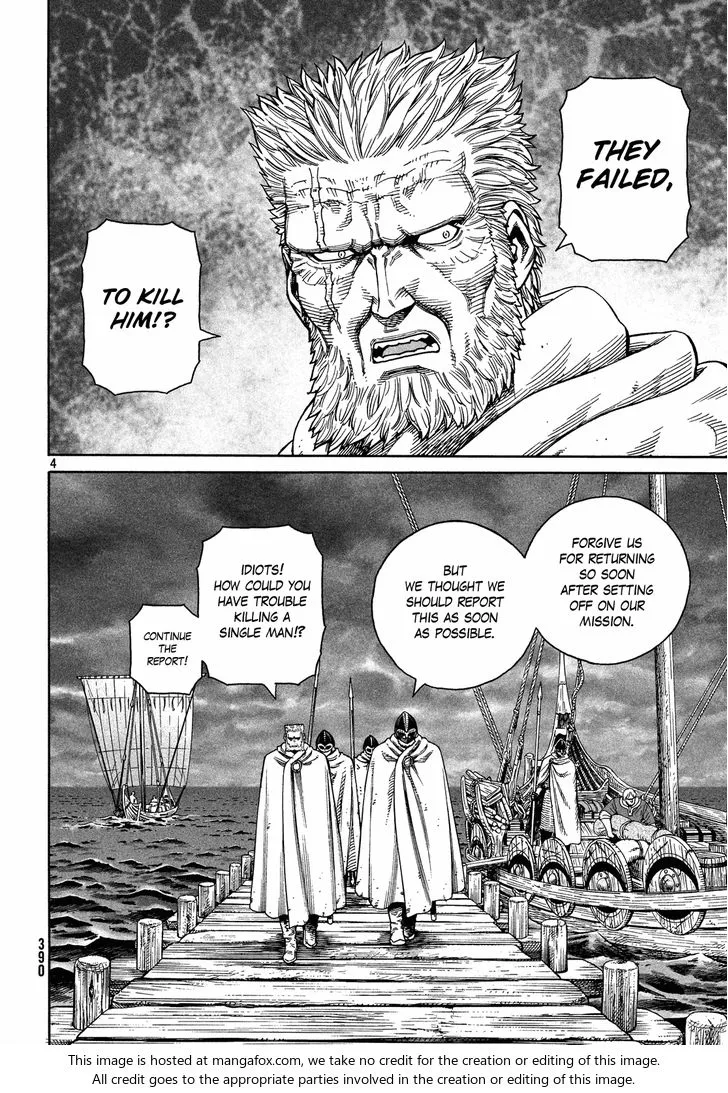 THEY
FAILED,
TO KILL
HIM!?
4
FORGIVE US
FOR RETURNING
SO SOON
AFTER SETTING
OFF ON OUR
MISSION.
BUT
WE THOUGHT WE
SHOULD REPORT
THIS AS SOON
AS POSSIBLE.
IDIOTS!
HOW COULD YOU
HAVE TROUBLE
KILLING A
SINGLE MAN!?
CONTINUE
THE
REPORT!
390
This image is hosted at mangafox.com, we take no credit for the creation or editing of this image.
All credit goes to the appropriate parties involved in the creation or editing of this image.